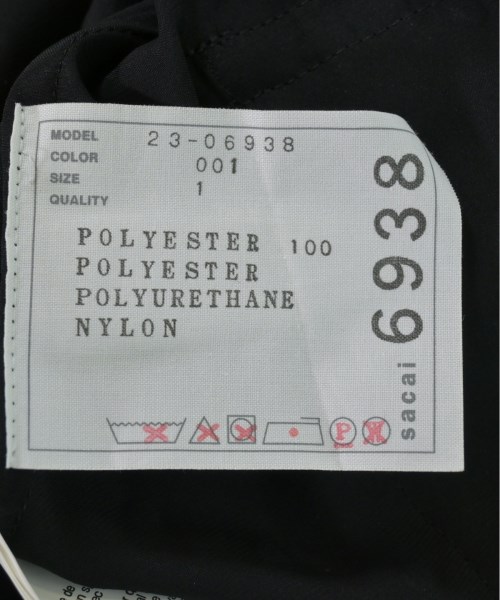 MODEL 23-06938
COLOR 001
SIZE 1
QUALITY
POLYESTER 100
POLYESTER
POLYURETHANE
NYLON
P W
6938
sacai